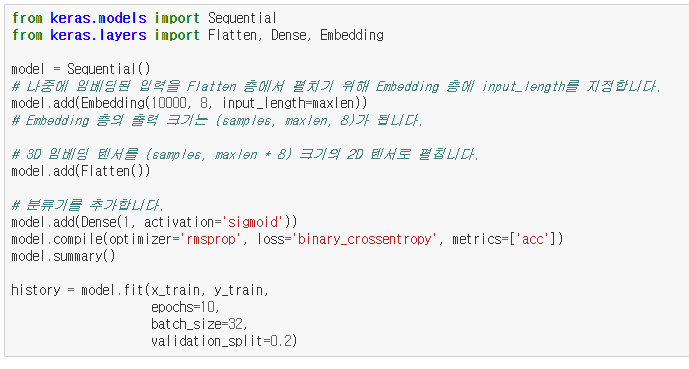 from keras.models import Sequential
from keras.layers import Flatten, Dense, Embedding
model = Sequential()
# 나중에 임베딩된 입력을 Flatten 층에서 펼치기 위해 Embedding 층에 input_length를 지정합니다.
model.add(Embedding(10000, 8, input_length=maxlen))
# Embedding 층의 출력 크기는 (samples, maxlen, 8)가 됩니다.
# 3D 임베딩 텐서를 (samples, maxlen * 8) 크기의 2D 텐서로 펼칩니다.
model.add(Flatten())
# 분류기를 추가합니다.
model.add(Dense(1, activation='sigmoid'))
model.compile(optimizer='rmsprop', loss='binary_crossentropy', metrics=['acc'])
model.summary()
history = model.fit(x_train, y_train,
epochs=10,
batch_size=32,
validation_split=0.2)